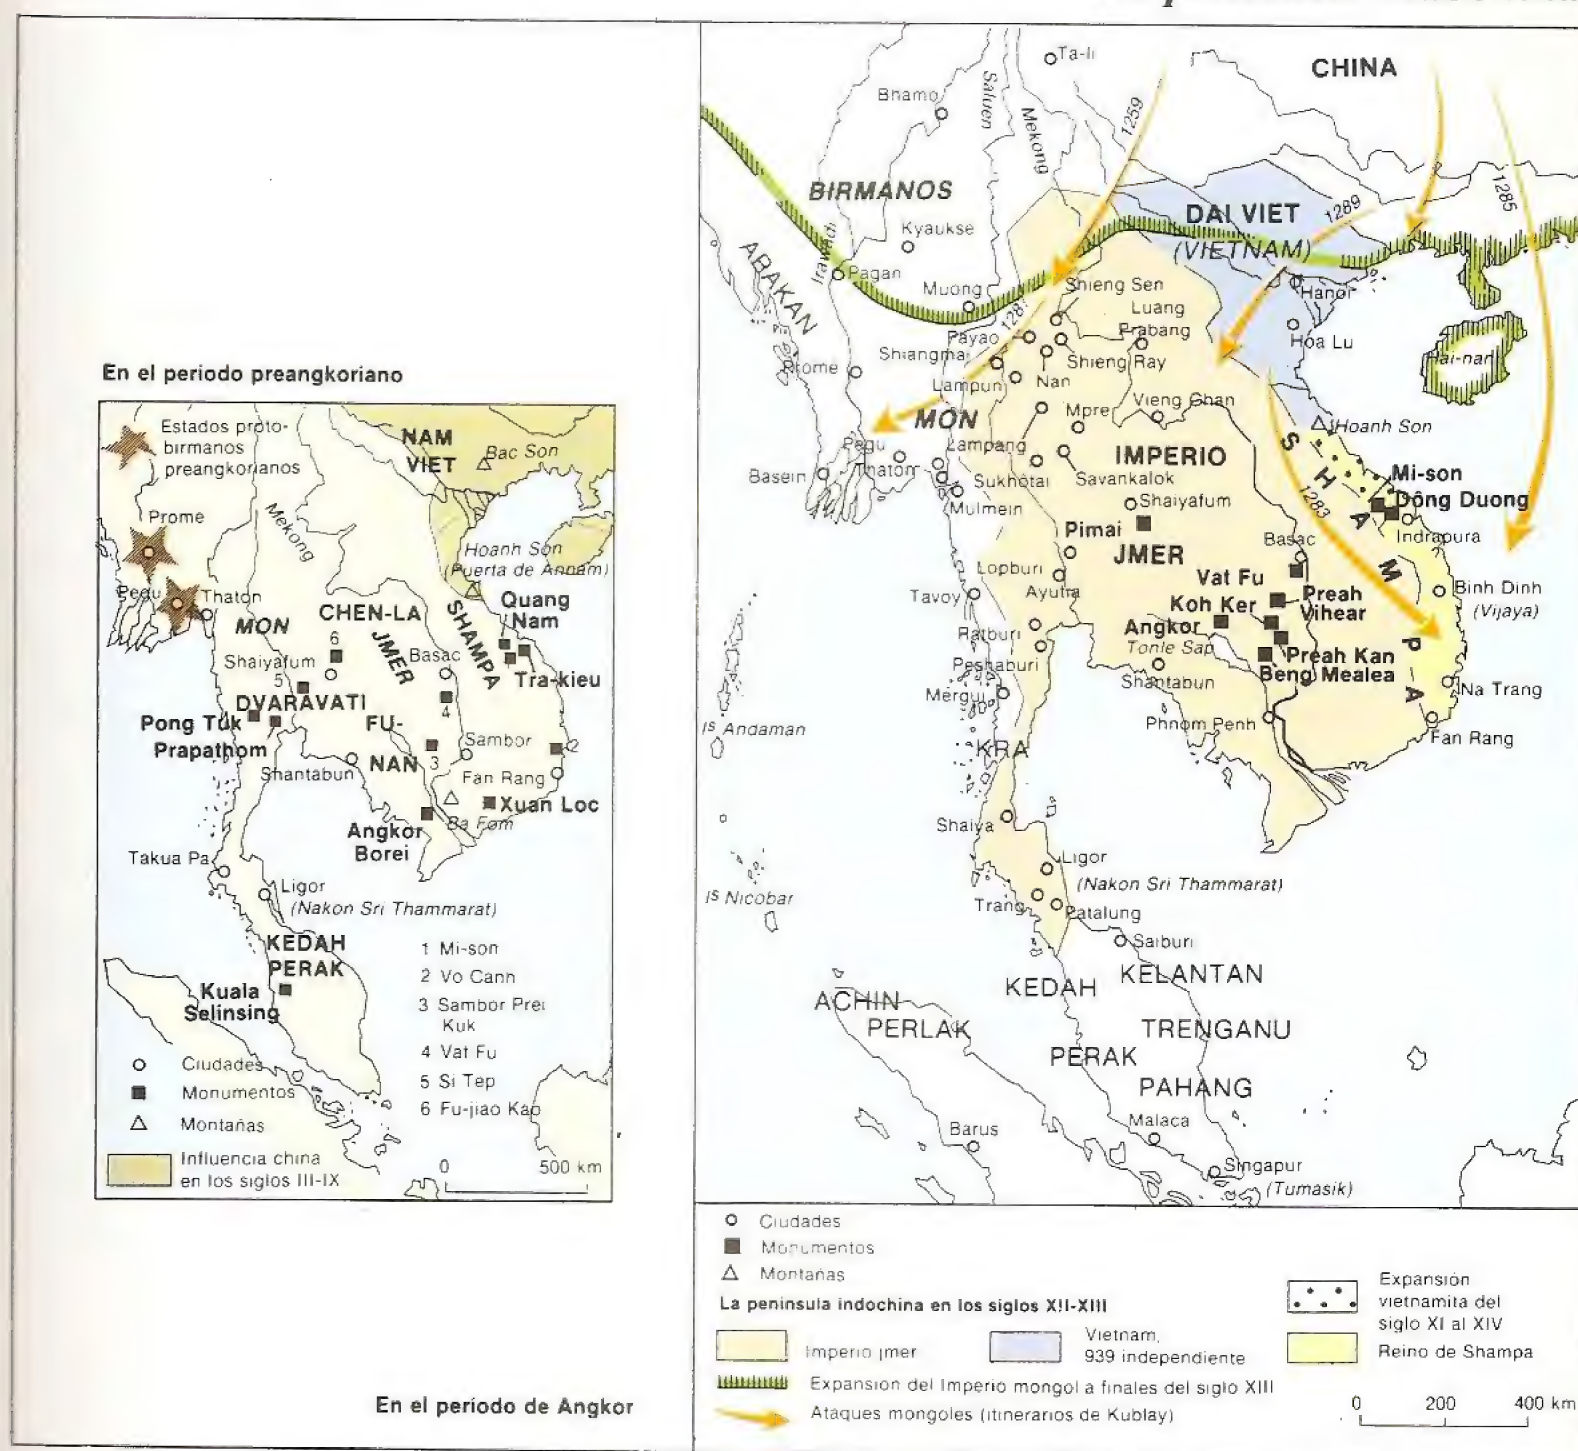 En el periodo preangkoriano
Estados proto-
birmanos
preangkorianos
NAM
VIET
Bac Son
Prome
Mekong
Hoanh Son
(Puerta de Annam)
Pegu
Thaton
MON
CHEN-LA
JMER
SHAMPA
Quang
Nam
6
Shaiyafum
Basac
Tra-kieu
5
DVARAVATI
4
Pong Tuk
FU-
Prapathom
NAN
3
Sambor
2
Shantabun
Fan Rang
Xuan Loc
Ba Fom
Angkor
Borei
Takua Pa
Ligor
(Nakon Sri Thammarat)
KEDAH
PERAK
Kuala
Selinsing
1 Mi-son
2 Vo Cann
3 Sambor Prei
Kuk
4 Vat Fu
5 Si Tep
6 Fu-jiao Kao
Ciudades
Monumentos
Montañas
Influencia china
en los siglos III-IX
0 500 km
En el período de Angkor
Ta-li
CHINA
Bhamo
Saluen
Mekong
1259
BIRMANOS
DAI VIET
(VIETNAM)
1289
1285
Kyaukse
ARAKAN
Irawadi
Pagan
Muong
Shieng Sen
Hanoi
Luang
Prabang
Payao
Hoa Lu
Shiangmai
Shieng Ray
Hai-nan
Prome
Lampun
Nan
Vieng Chan
Mpre
MON
Hoanh Son
Pegu
Lampang
IMPERIO
SHAMPA
Mi-son
Basein
Thaton
Sukhotai
Savankalok
1283
Dông Duong
Mulmein
Shaiyafum
Indrapura
Pimai
JMER
Basac
Lopburi
Vat Fu
Binh Dinh
(Vijaya)
Tavoy
Ayutia
Koh Ker
Preah
Vihear
Angkor
Ratburi
Tonle Sap
Preah Kan
Peshaburi
Shantabun
Beng Mealea
Mergui
Na Trang
Is Andaman
Phnom Penh
Fan Rang
KRA
Shaiya
Ligor
(Nakon Sri Thammarat)
Is Nicobar
Trang
Patalung
Saiburi
KEDAH
KELANTAN
ACHIN
PERLAK
TRENGANU
PERAK
PAHANG
Malaca
Barus
Singapur
(Tumasik)
Ciudades
Monumentos
Montañas
La peninsula indochina en los siglos XII-XIII
Imperio jmer
Vietnam,
939 independiente
Expansión
vietnamita del
siglo XI al XIV
Reino de Shampa
Expansión del Imperio mongol a finales del siglo XIII
Ataques mongoles (itinerarios de Kublay)
0 200 400 km